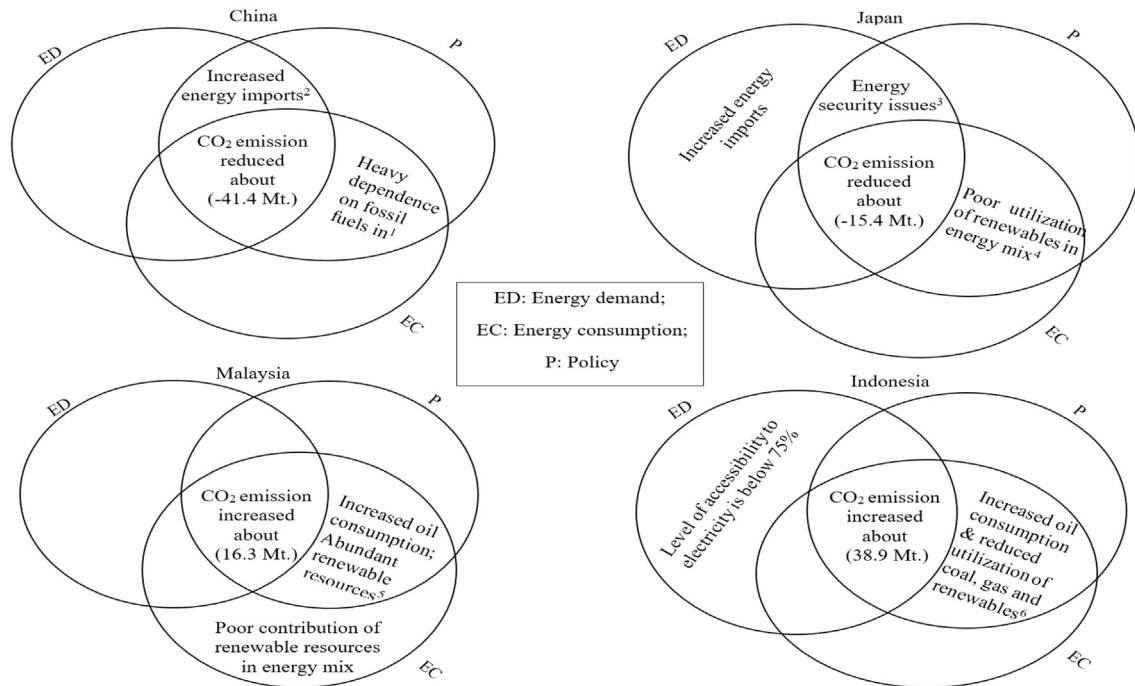 China
ED
P
Increased
energy imports²
CO₂ emission
reduced
about
(-41.4 Mt.)
Heavy
dependence
on fossil
fuels in¹
EC
Japan
ED
P
Increased energy
imports
Energy
security issues³
CO₂ emission
reduced
about
(-15.4 Mt.)
Poor utilization
of renewables in
energy mix⁴
EC
ED: Energy demand;
EC: Energy consumption;
P: Policy
Malaysia
ED
P
CO₂ emission
increased
about
(16.3 Mt.)
Increased oil
consumption;
Abundant
renewable
resources⁵
Poor contribution of
renewable resources
in energy mix
EC
Indonesia
ED
P
Level of accessibility to
electricity is below 75%
CO₂ emission
increased
about
(38.9 Mt.)
Increased oil
consumption
& reduced
utilization of
coal, gas and
renewables⁶
EC